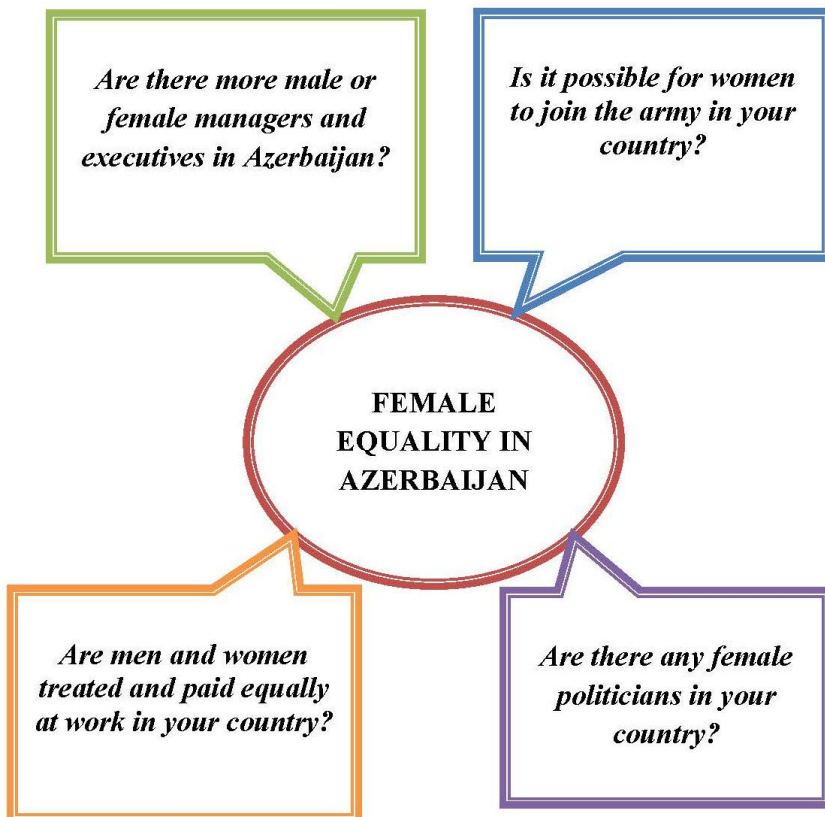 Are there more male or
female managers and
executives in Azerbaijan?
Is it possible for women
to join the army in your
country?
FEMALE
EQUALITY IN
AZERBAIJAN
Are men and women
treated and paid equally
at work in your country?
Are there any female
politicians in your
country?